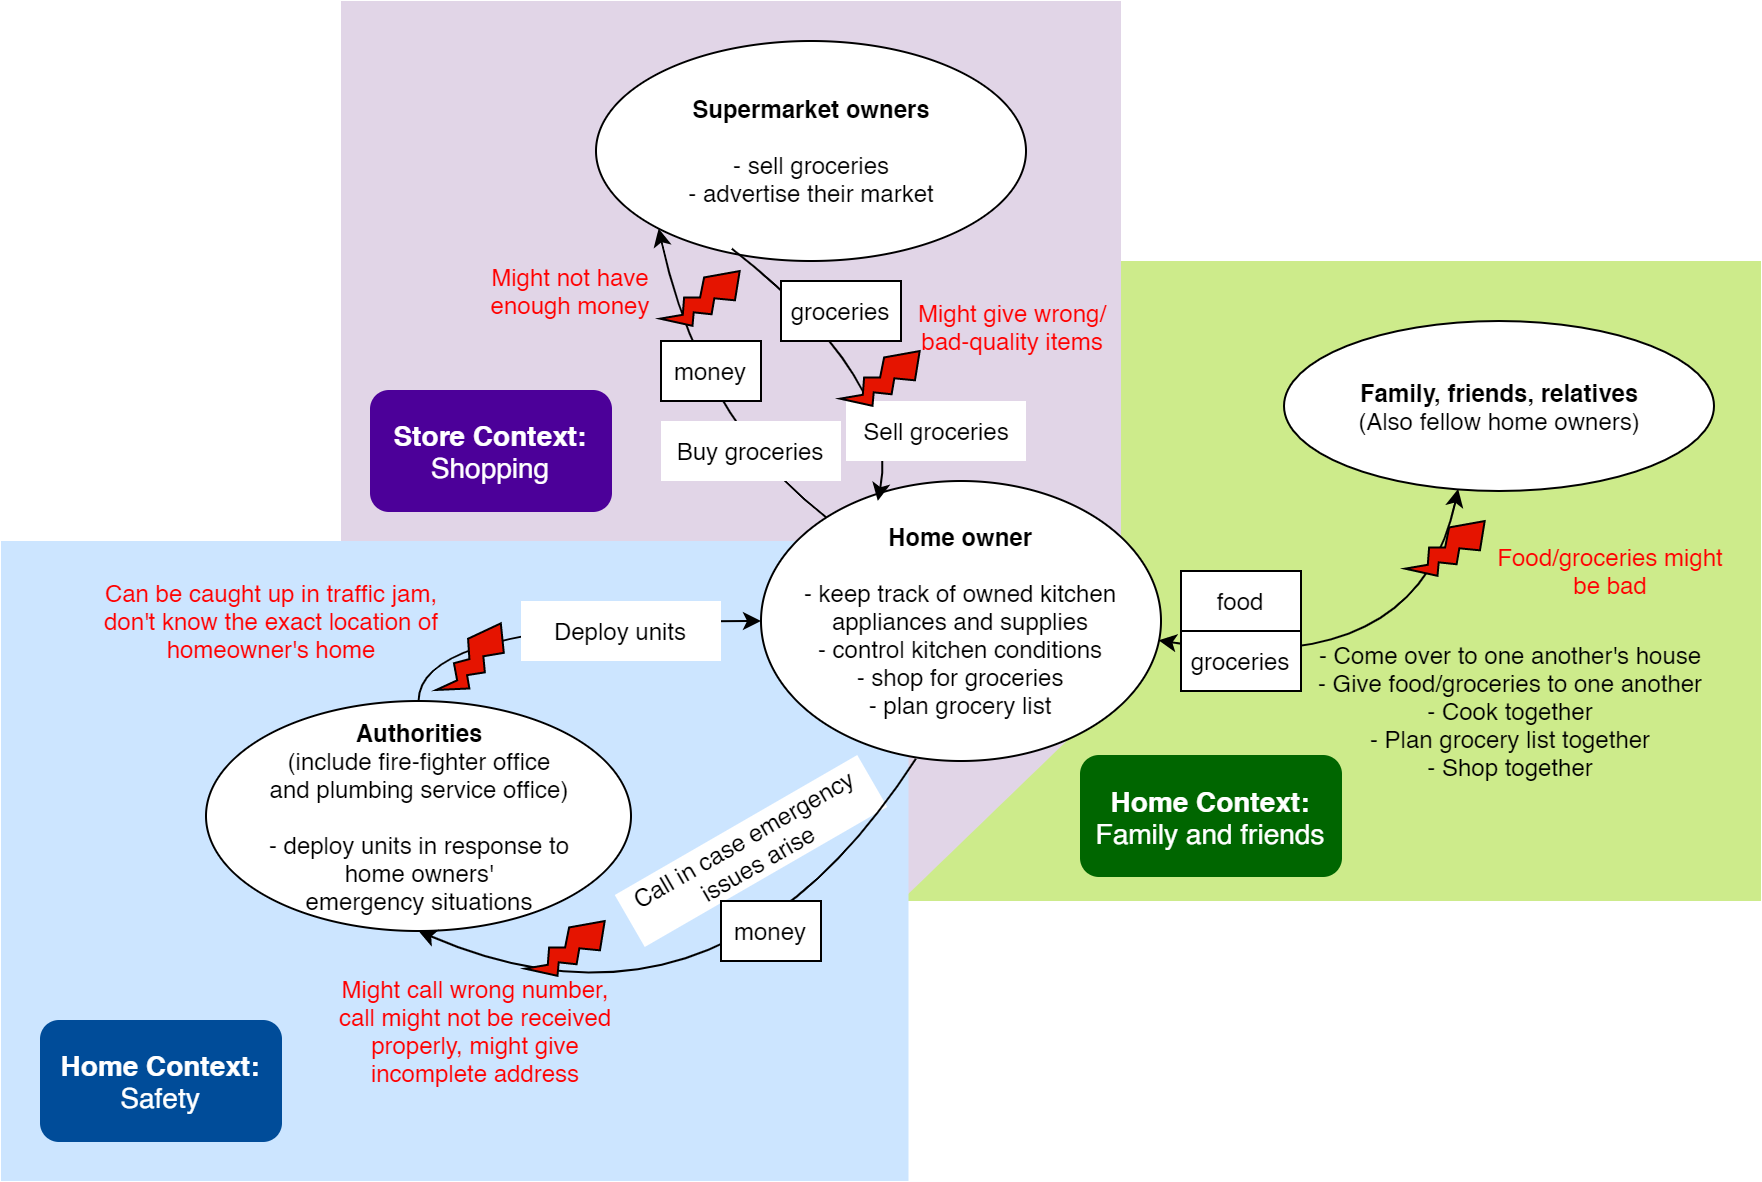 Supermarket owners
- sell groceries
- advertise their market
Might not have
enough money
groceries
Might give wrong/
bad-quality items
money
Store Context:
Shopping
Buy groceries
Sell groceries
Family, friends, relatives
(Also fellow home owners)
Home owner
- keep track of owned kitchen
appliances and supplies
- control kitchen conditions
- shop for groceries
- plan grocery list
Food/groceries might
be bad
food
groceries
- Come over to one another's house
- Give food/groceries to one another
- Cook together
- Plan grocery list together
- Shop together
Home Context:
Family and friends
Can be caught up in traffic jam,
don't know the exact location of
homeowner's home
Deploy units
Authorities
(include fire-fighter office
and plumbing service office)
- deploy units in response to
home owners'
emergency situations
Call in case emergency
issues arise
money
Might call wrong number,
call might not be received
properly, might give
incomplete address
Home Context:
Safety